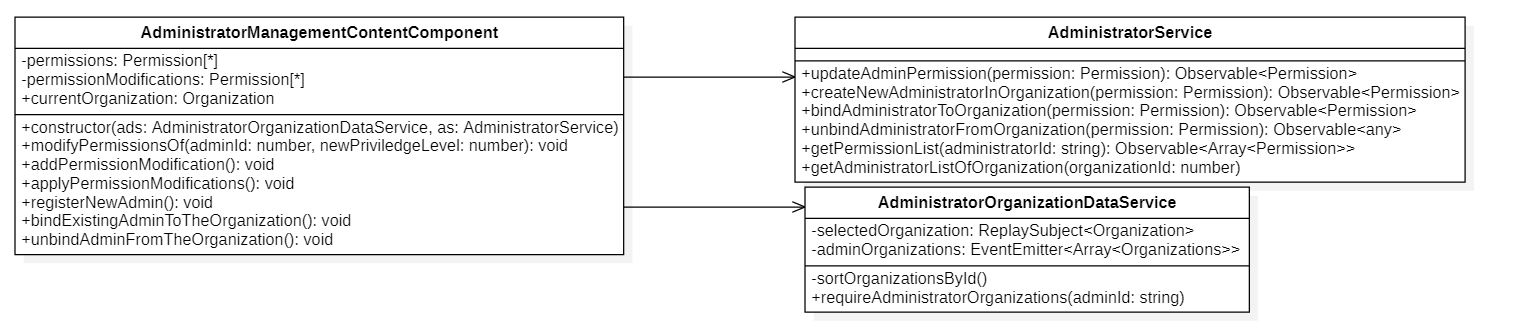 AdministratorManagementContentComponent
-permissions: Permission[*]
-permissionModifications: Permission[*]
+currentOrganization: Organization
+constructor(ads: AdministratorOrganizationDataService, as: AdministratorService)
+modifyPermissionsOf(adminId: number, newPriviledgeLevel: number): void
+addPermissionModification(): void
+applyPermissionModifications(): void
+registerNewAdmin(): void
+bindExistingAdminToTheOrganization(): void
+unbindAdminFromTheOrganization(): void
AdministratorService
+updateAdminPermission(permission: Permission): Observable<Permission>
+createNewAdministratorInOrganization(permission: Permission): Observable<Permission>
+bindAdministratorToOrganization(permission: Permission): Observable<Permission>
+unbindAdministratorFromOrganization(permission: Permission): Observable<any>
+getPermissionList(administratorId: string): Observable<Array<Permission>>
+getAdministratorListOfOrganization(organizationId: number)
AdministratorOrganizationDataService
-selectedOrganization: ReplaySubject<Organization>
-adminOrganizations: EventEmitter<Array<Organizations>>
-sortOrganizationsById()
+requireAdministratorOrganizations(adminId: string)